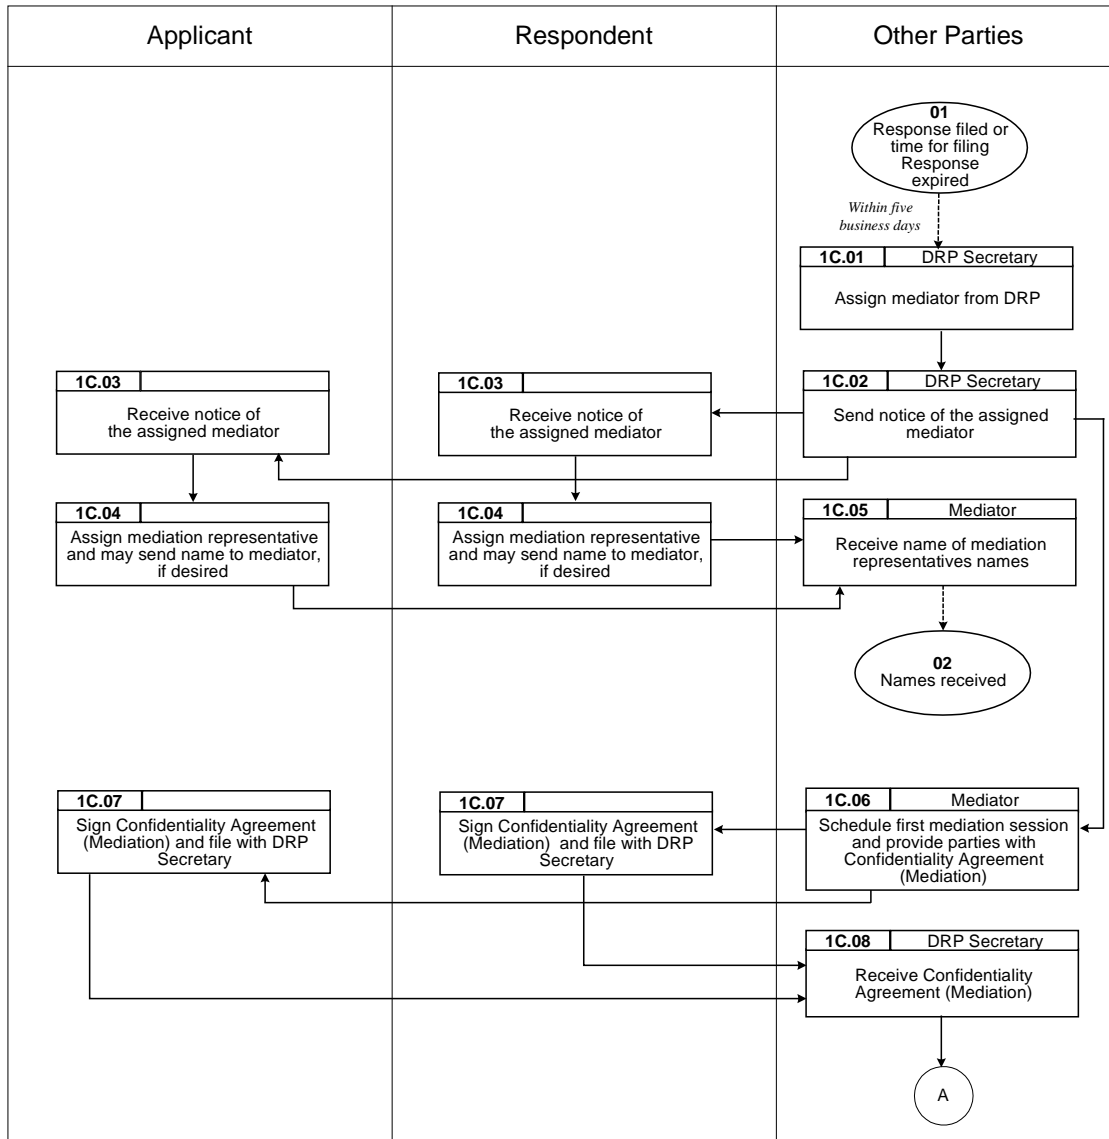 Applicant
Respondent
Other Parties
01
Response filed or
time for filing
Response
expired
Within five
business days
1C.01
DRP Secretary
Assign mediator from DRP
1C.03
Receive notice of
the assigned mediator
1C.03
Receive notice of
the assigned mediator
1C.02
DRP Secretary
Send notice of the assigned
mediator
1C.04
Assign mediation representative
and may send name to mediator,
if desired
1C.04
Assign mediation representative
and may send name to mediator,
if desired
1C.05
Mediator
Receive name of mediation
representatives names
02
Names received
1C.07
Sign Confidentiality Agreement
(Mediation) and file with DRP
Secretary
1C.07
Sign Confidentiality Agreement
(Mediation) and file with DRP
Secretary
1C.06
Mediator
Schedule first mediation session
and provide parties with
Confidentiality Agreement
(Mediation)
1C.08
DRP Secretary
Receive Confidentiality
Agreement (Mediation)
A